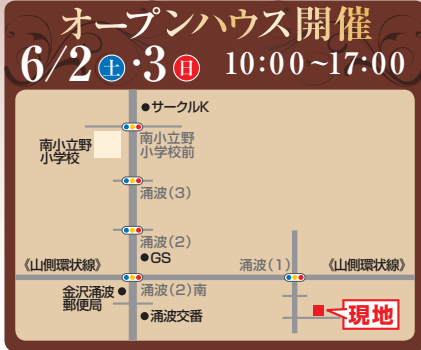 オープンハウス開催
6/2㊏・3㊐ 10:00~17:00
●サークルK
南小立野
小学校
南小立野
小学校前
涌波(3)
涌波(2)
●GS
涌波(1)
《山側環状線》
《山側環状線》
金沢涌波●
郵便局
涌波(2)南
●涌波交番
現地